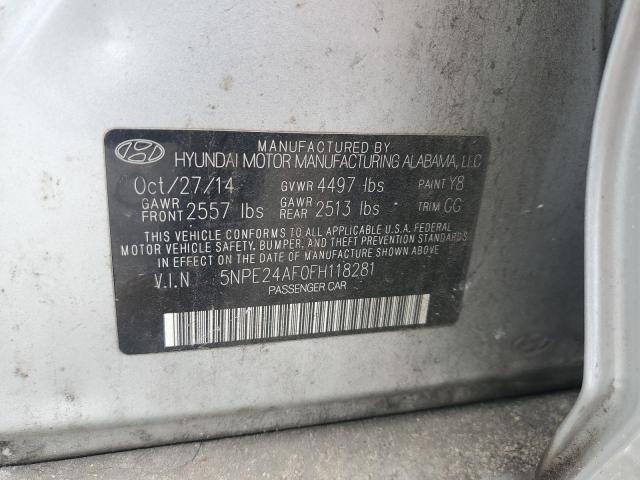 MANUFACTURED BY
HYUNDAI MOTOR MANUFACTURING ALABAMA, LLC
Oct/27/14 GVWR 4497 lbs PAINT Y8
GAWR FRONT 2557 lbs GAWR REAR 2513 lbs TRIM GG
THIS VEHICLE CONFORMS TO ALL APPLICABLE U.S. FEDERAL
MOTOR VEHICLE SAFETY, BUMPER, AND THEFT PREVENTION STANDARDS
IN EFFECT ON THE DATE OF MANUFACTURE SHOWN ABOVE.
V.I.N 5NPE24AF0FH118281
PASSENGER CAR